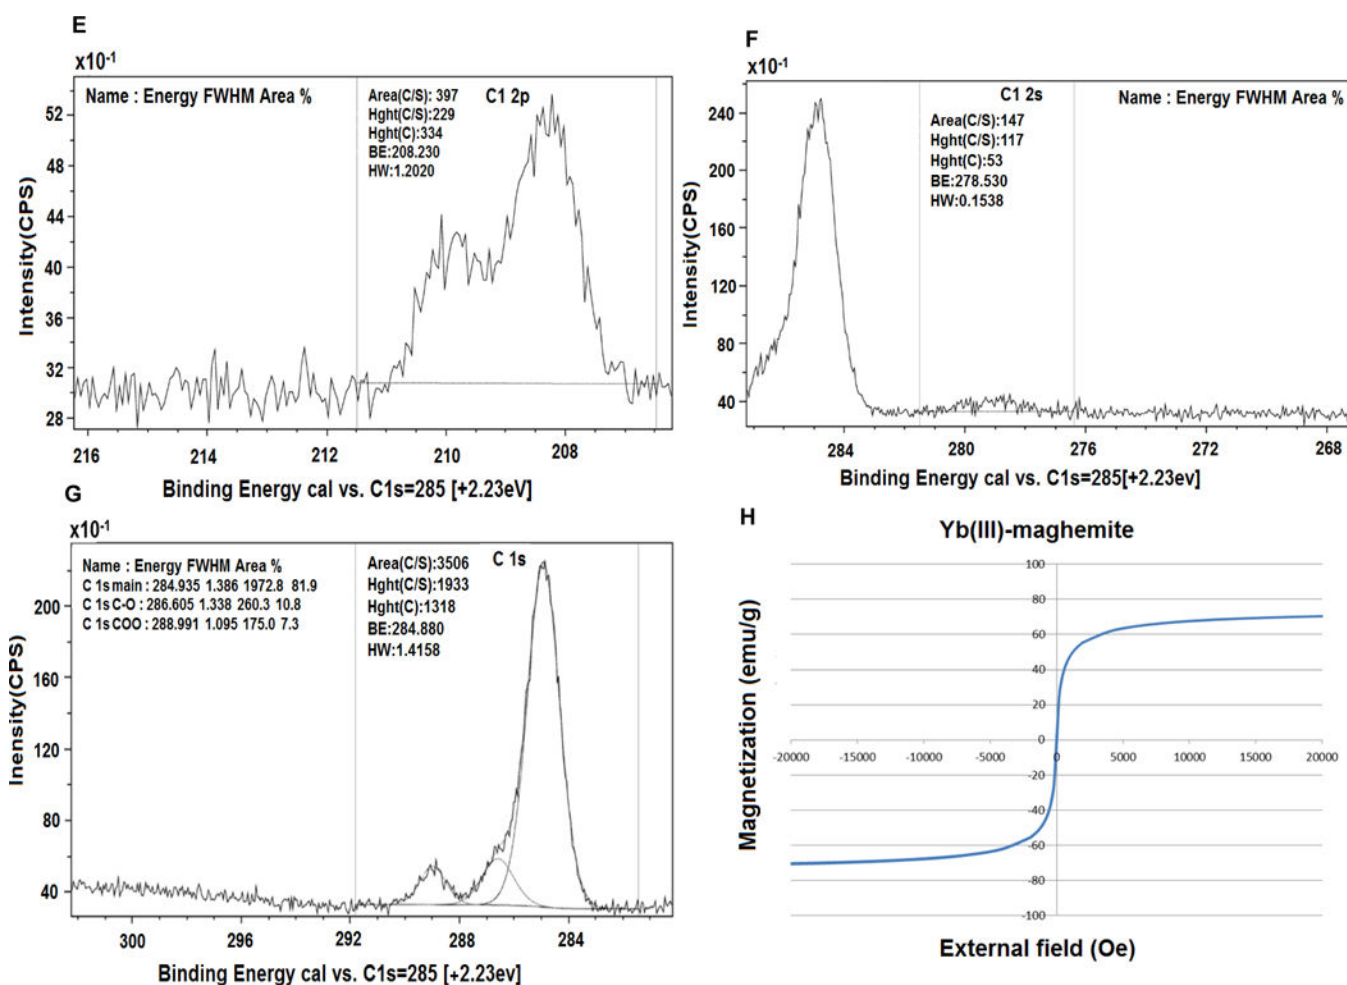 E
x10-1
Name : Energy FWHM Area %
Area(C/S): 397
Hght(C/S):229
Hght(C):334
BE:208.230
HW:1.2020
C1 2p
52
48
44
40
36
32
28
Intensity(CPS)
216
214
212
210
208
Binding Energy cal vs. C1s=285 [+2.23eV]
F
x10-1
C1 2s
Name : Energy FWHM Area %
Area(C/S):147
Hght(C/S):117
Hght(C):53
BE:278.530
HW:0.1538
240
200
160
120
80
40
Intensity(CPS)
284
280
276
272
268
Binding Energy cal vs. C1s=285[+2.23ev]
G
x10-1
Name : Energy FWHM Area %
C 1s main : 284.935 1.386 1972.8 81.9
C 1s C-O : 286.605 1.338 260.3 10.8
C 1s COO : 288.991 1.095 175.0 7.3
Area(C/S):3506
Hght(C/S):1933
Hght(C):1318
BE:284.880
HW:1.4158
C 1s
200
160
120
80
40
Inensity(CPS)
300
296
292
288
284
Binding Energy cal vs. C1s=285 [+2.23ev]
H
Yb(III)-maghemite
100
80
60
40
20
0
-20
-40
-60
-80
-100
-20000
-15000
-10000
-5000
0
5000
10000
15000
20000
Magnetization (emu/g)
External field (Oe)